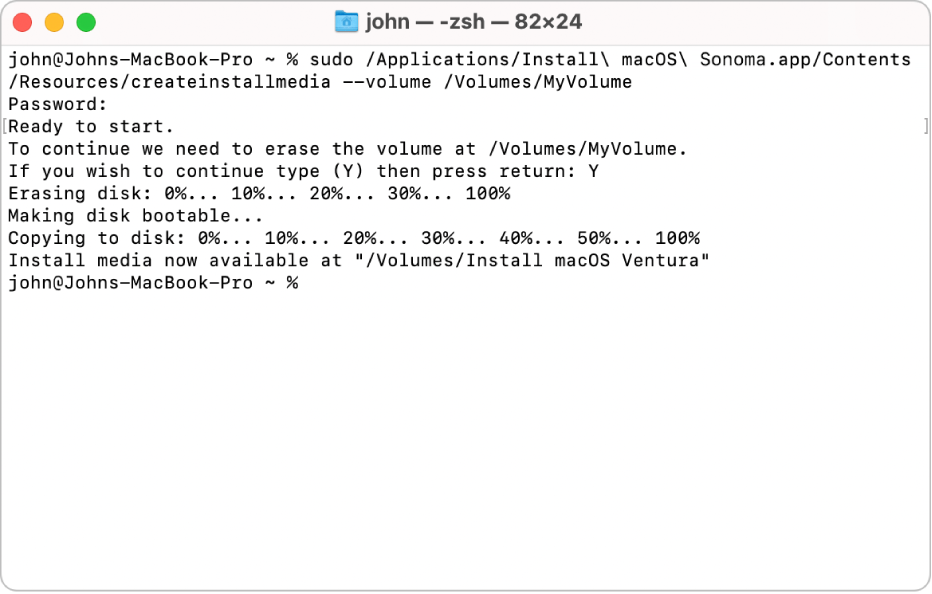 john — -zsh — 82×24
john@Johns-MacBook-Pro ~ % sudo /Applications/Install\ macOS\ Sonoma.app/Contents
/Resources/createinstallmedia --volume /Volumes/MyVolume
Password:
[Ready to start. ]
To continue we need to erase the volume at /Volumes/MyVolume.
If you wish to continue type (Y) then press return: Y
Erasing disk: 0%... 10%... 20%... 30%... 100%
Making disk bootable...
Copying to disk: 0%... 10%... 20%... 30%... 40%... 50%... 100%
Install media now available at "/Volumes/Install macOS Ventura"
john@Johns-MacBook-Pro ~ %